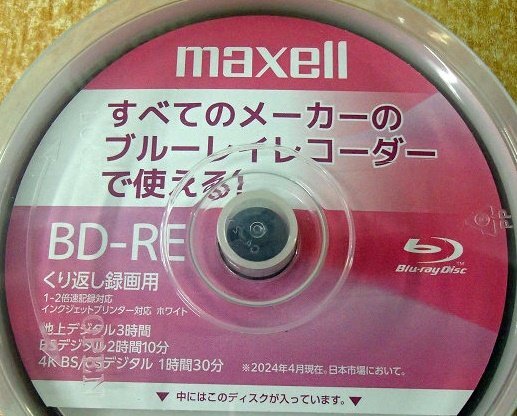 maxell
すべてのメーカーの
ブルーレイレコーダー
で使える!
BD-RE
くり返し録画用
1-2倍速記録対応
インクジェットプリンター対応 ホワイト
Blu-ray Disc™
地上デジタル3時間
BSデジタル2時間10分
4K BS/ デジタル 1時間30分
※2024年4月現在。日本市場において。
▼ 中にはこのディスクが入っています。▼